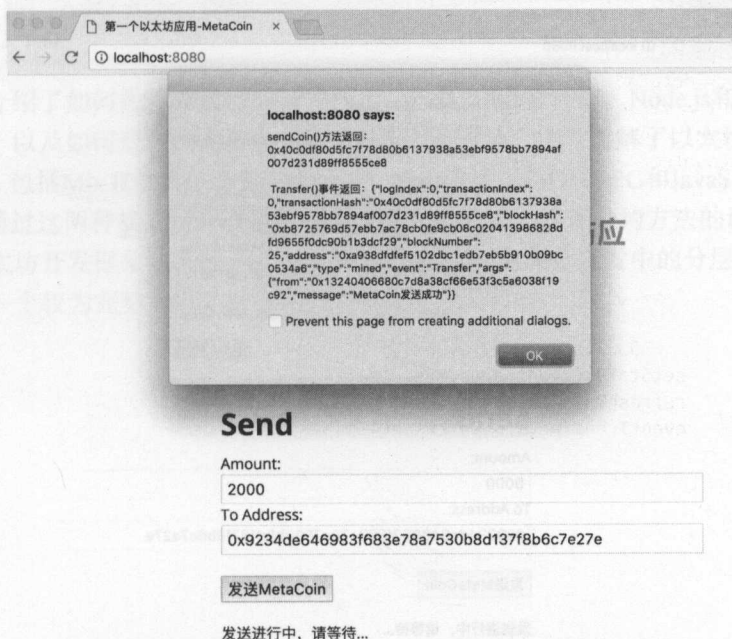 第一个以太坊应用-MetaCoin ×
localhost:8080
localhost:8080 says:
sendCoin()方法返回：
0x40c0df80d5fc7f78d80b6137938a53ebf9578bb7894af
007d231d89ff8555ce8
Transfer()事件返回：{"logIndex":0,"transactionIndex":
0,"transactionHash":"0x40c0df80d5fc7f78d80b6137938a
53ebf9578bb7894af007d231d89ff8555ce8","blockHash":
"0xb8725769d57ebb7ac78cb0fe9cb08c020413986828d
fd9655f0dc90b1b3dcf29","blockNumber":
25,"address":"0xa938dfdfef5102dbc1edb7eb5b910b09bc
0534a6","type":"mined","event":"Transfer","args":
{"from":"0x13240406680c7d8a38cf66e53f3c5a6038f19
c92","message":"MetaCoin发送成功"}}
应
Prevent this page from creating additional dialogs.
OK
Send
Amount:
2000
To Address:
0x9234de646983f683e78a7530b8d137f8b6c7e27e
发送MetaCoin
发送进行中，请等待...